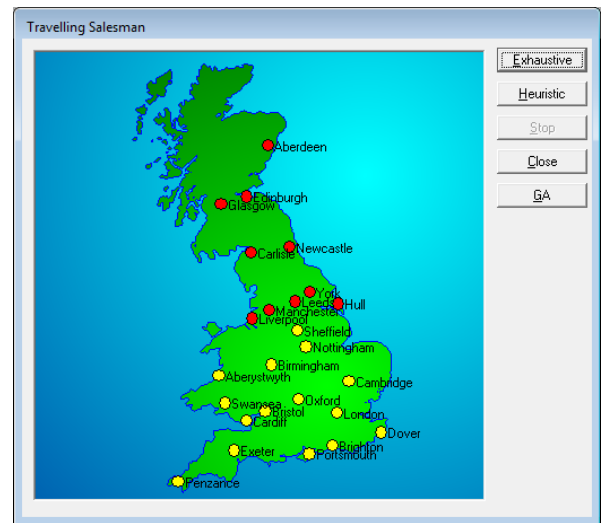 Travelling Salesman
Exhaustive
Heuristic
Stop
Close
GA
Aberdeen
Edinburgh
Glasgow
Newcastle
Carlisle
York
Leeds
Hull
Manchester
Liverpool
Sheffield
Nottingham
Birmingham
Aberystwyth
Cambridge
Oxford
Swansea
Bristol
London
Cardiff
Dover
Brighton
Exeter
Portsmouth
Penzance